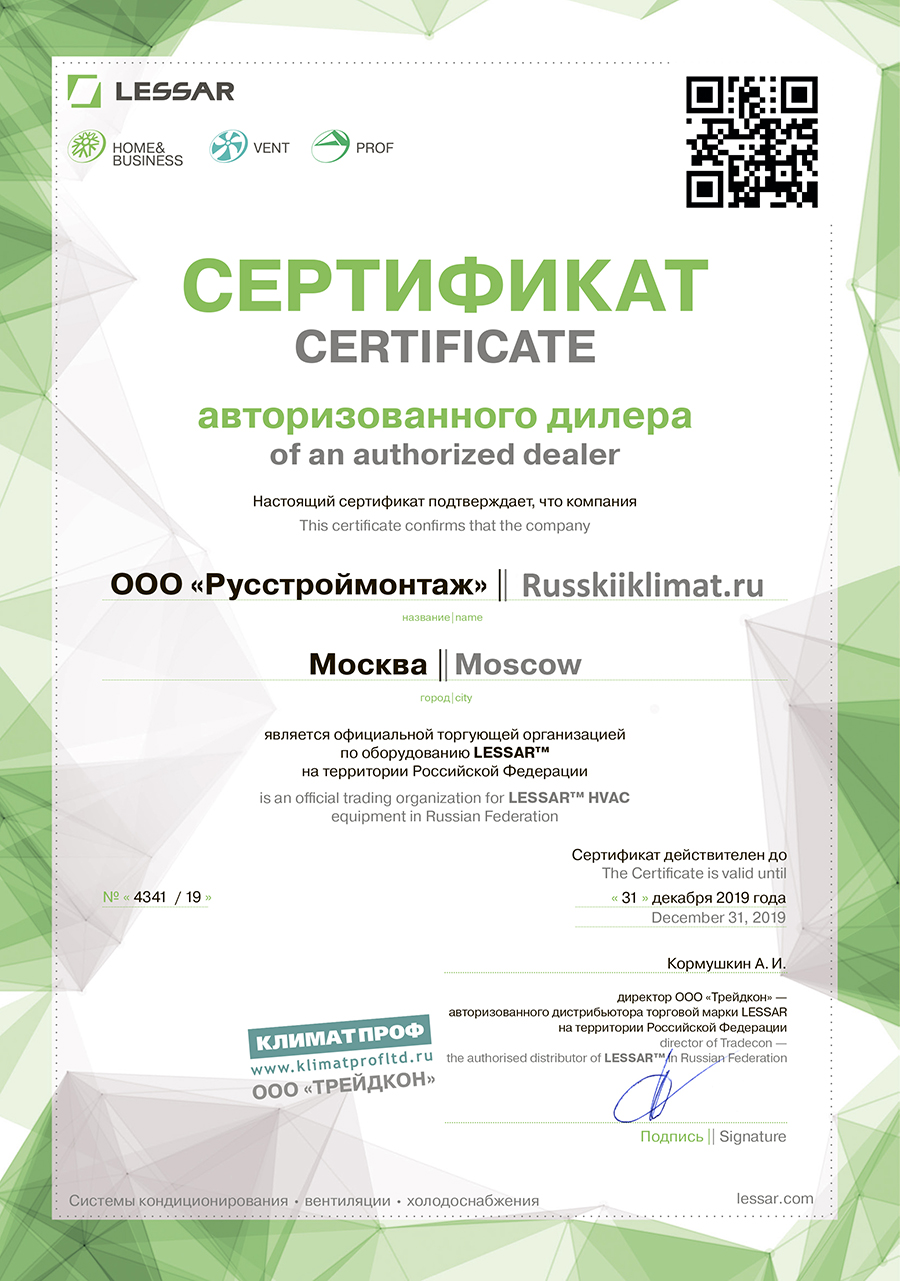 LESSAR
HOME&
BUSINESS
VENT
PROF
СЕРТИФИКАТ
CERTIFICATE
авторизованного дилера
of an authorized dealer
Настоящий сертификат подтверждает, что компания
This certificate confirms that the company
ООО «Русстроймонтаж» || Russkiiklimat.ru
название|name
Москва || Moscow
город|city
является официальной торгующей организацией
по оборудованию LESSAR™
на территории Российской Федерации
is an official trading organization for LESSAR™ HVAC
equipment in Russian Federation
Сертификат действителен до
The Certificate is valid until
№ « 4341 / 19 »
« 31 » декабря 2019 года
December 31, 2019
Кормушкин А. И.
директор ООО «Трейдкон» —
авторизованного дистрибьютора торговой марки LESSAR
на территории Российской Федерации
director of Tradecon —
the authorised distributor of LESSAR™ in Russian Federation
КЛИМАТ ПРОФ
www.klimatprofltd.ru
ООО «ТРЕЙДКОН»
Подпись || Signature
Системы кондиционирования • вентиляции • холодоснабжения
lessar.com